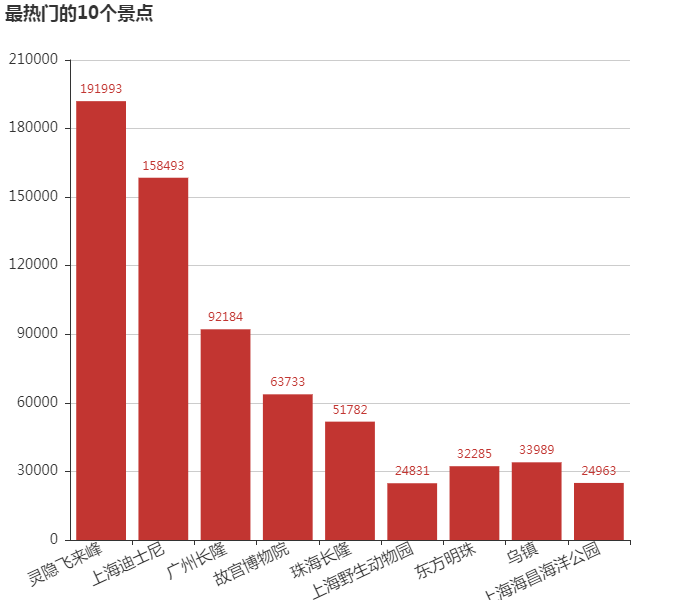 最热门的10个景点
210000
180000
150000
120000
90000
60000
30000
0
191993
158493
92184
63733
51782
24831
32285
33989
24963
灵隐飞来峰
上海迪士尼
广州长隆
故宫博物院
珠海长隆
上海野生动物园
东方明珠
乌镇
上海海昌海洋公园